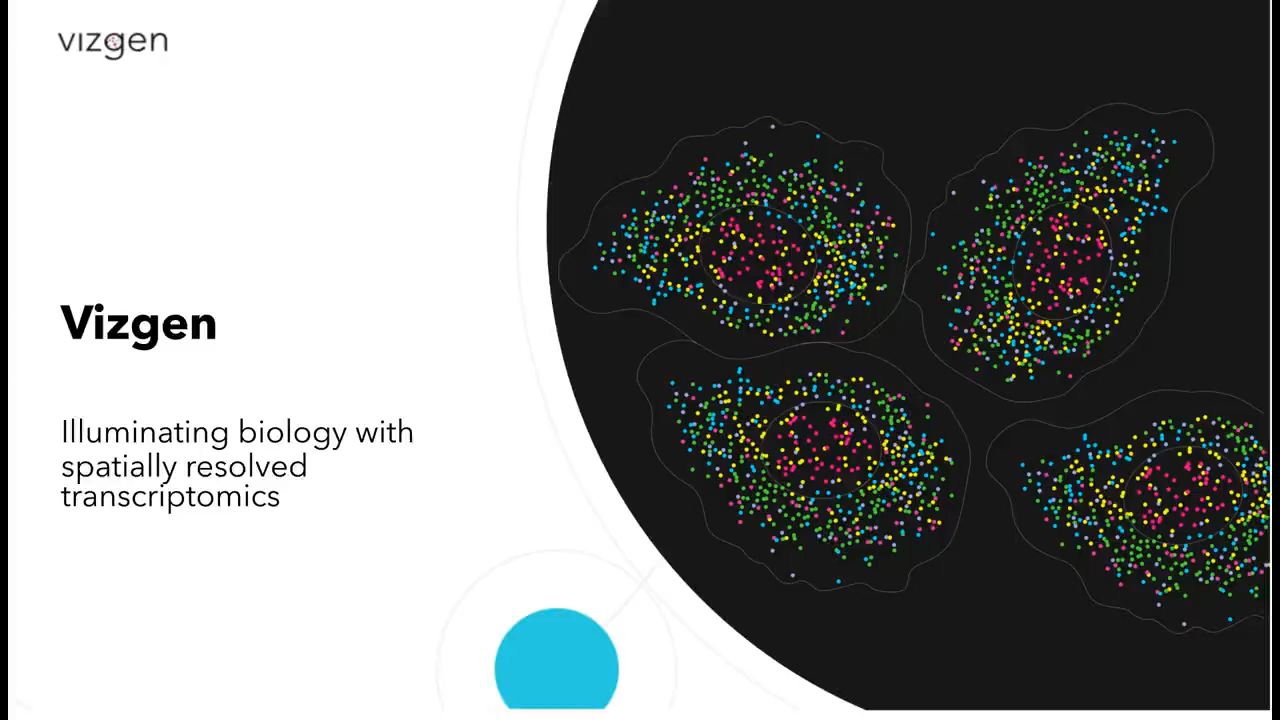 vizgen
Vizgen
Illuminating biology with
spatially resolved
transcriptomics